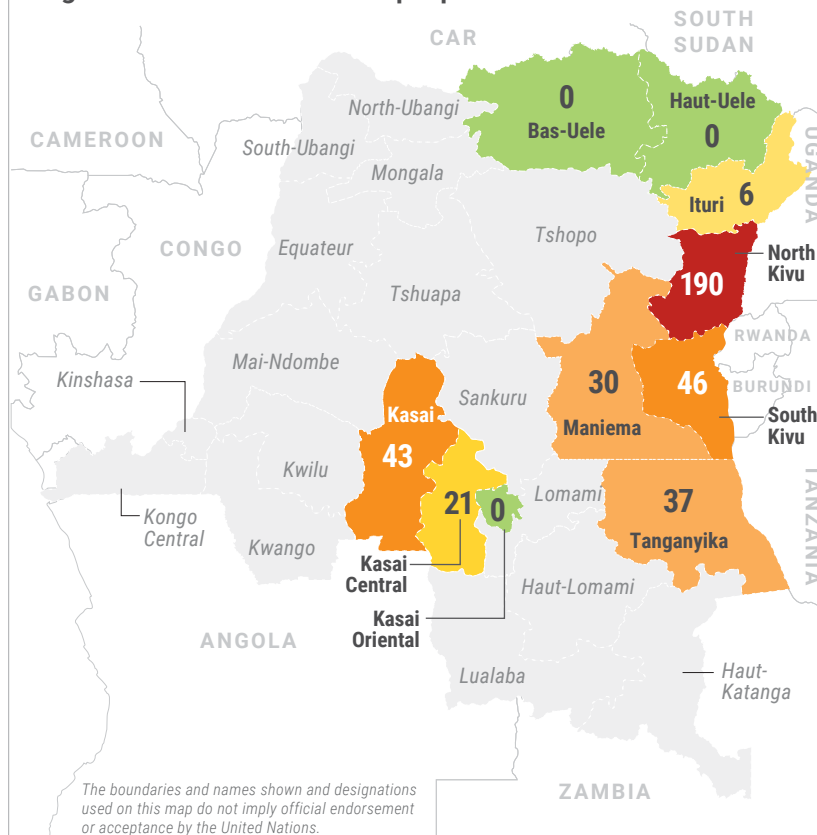 SOUTH
SUDAN
CAR
0
Bas-Uele
Haut-Uele
0
North-Ubangi
CAMEROON
South-Ubangi
UGANDA
Mongala
Ituri 6
Tshopo
CONGO
Equateur
North
Kivu
190
GABON
Tshuapa
RWANDA
Mai-Ndombe
Kinshasa
30
46
BURUNDI
Sankuru
Kasai
South
Kivu
Maniema
43
Kwilu
Lomami
21
0
37
TANZANIA
Kongo
Central
Kwango
Tanganyika
Kasai
Central
Haut-Lomami
Kasai
Oriental
ANGOLA
Lualaba
Haut-
Katanga
The boundaries and names shown and designations
used on this map do not imply official endorsement
or acceptance by the United Nations.
ZAMBIA